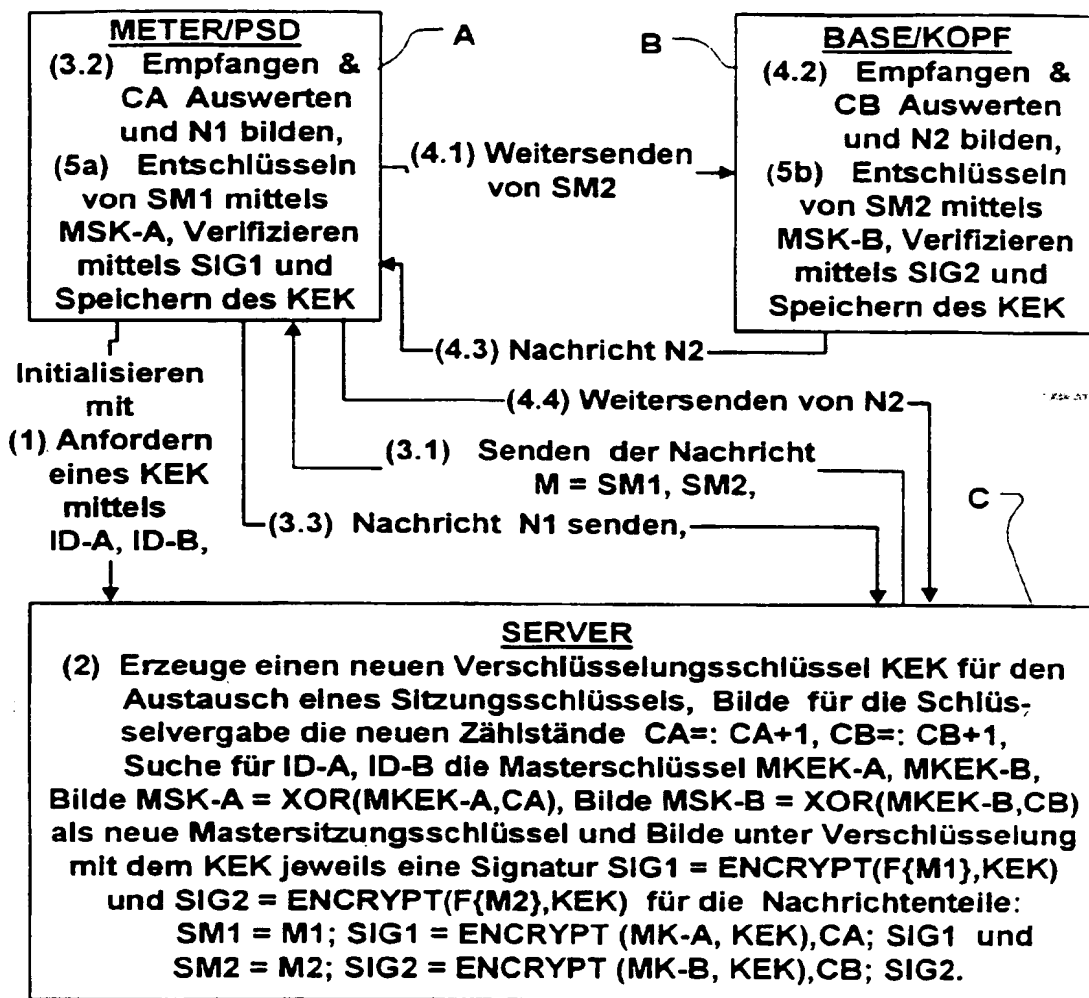 METER/PSD
(3.2) Empfangen &
CA Auswerten
und N1 bilden,
(5a) Entschlüsseln
von SM1 mittels
MSK-A, Verifizieren
mittels SIG1 und
Speichern des KEK
A
B
BASE/KOPF
(4.2) Empfangen &
CB Auswerten
und N2 bilden,
(5b) Entschlüsseln
von SM2 mittels
MSK-B, Verifizieren
mittels SIG2 und
Speichern des KEK
(4.1) Weitersenden
von SM2
(4.3) Nachricht N2
(4.4) Weitersenden von N2
Initialisieren
mit
(1) Anfordern
eines KEK
mittels
ID-A, ID-B,
(3.1) Senden der Nachricht
M = SM1, SM2,
(3.3) Nachricht N1 senden,
C
SERVER
(2) Erzeuge einen neuen Verschlüsselungsschlüssel KEK für den
Austausch eines Sitzungsschlüssels, Bilde für die Schlüs-
selvergabe die neuen Zählstände CA=: CA+1, CB=: CB+1,
Suche für ID-A, ID-B die Masterschlüssel MKEK-A, MKEK-B,
Bilde MSK-A = XOR(MKEK-A,CA), Bilde MSK-B = XOR(MKEK-B,CB)
als neue Mastersitzungsschlüssel und Bilde unter Verschlüsselung
mit dem KEK jeweils eine Signatur SIG1 = ENCRYPT(F{M1},KEK)
und SIG2 = ENCRYPT(F{M2},KEK) für die Nachrichtenteile:
SM1 = M1; SIG1 = ENCRYPT (MK-A, KEK),CA; SIG1 und
SM2 = M2; SIG2 = ENCRYPT (MK-B, KEK),CB; SIG2.